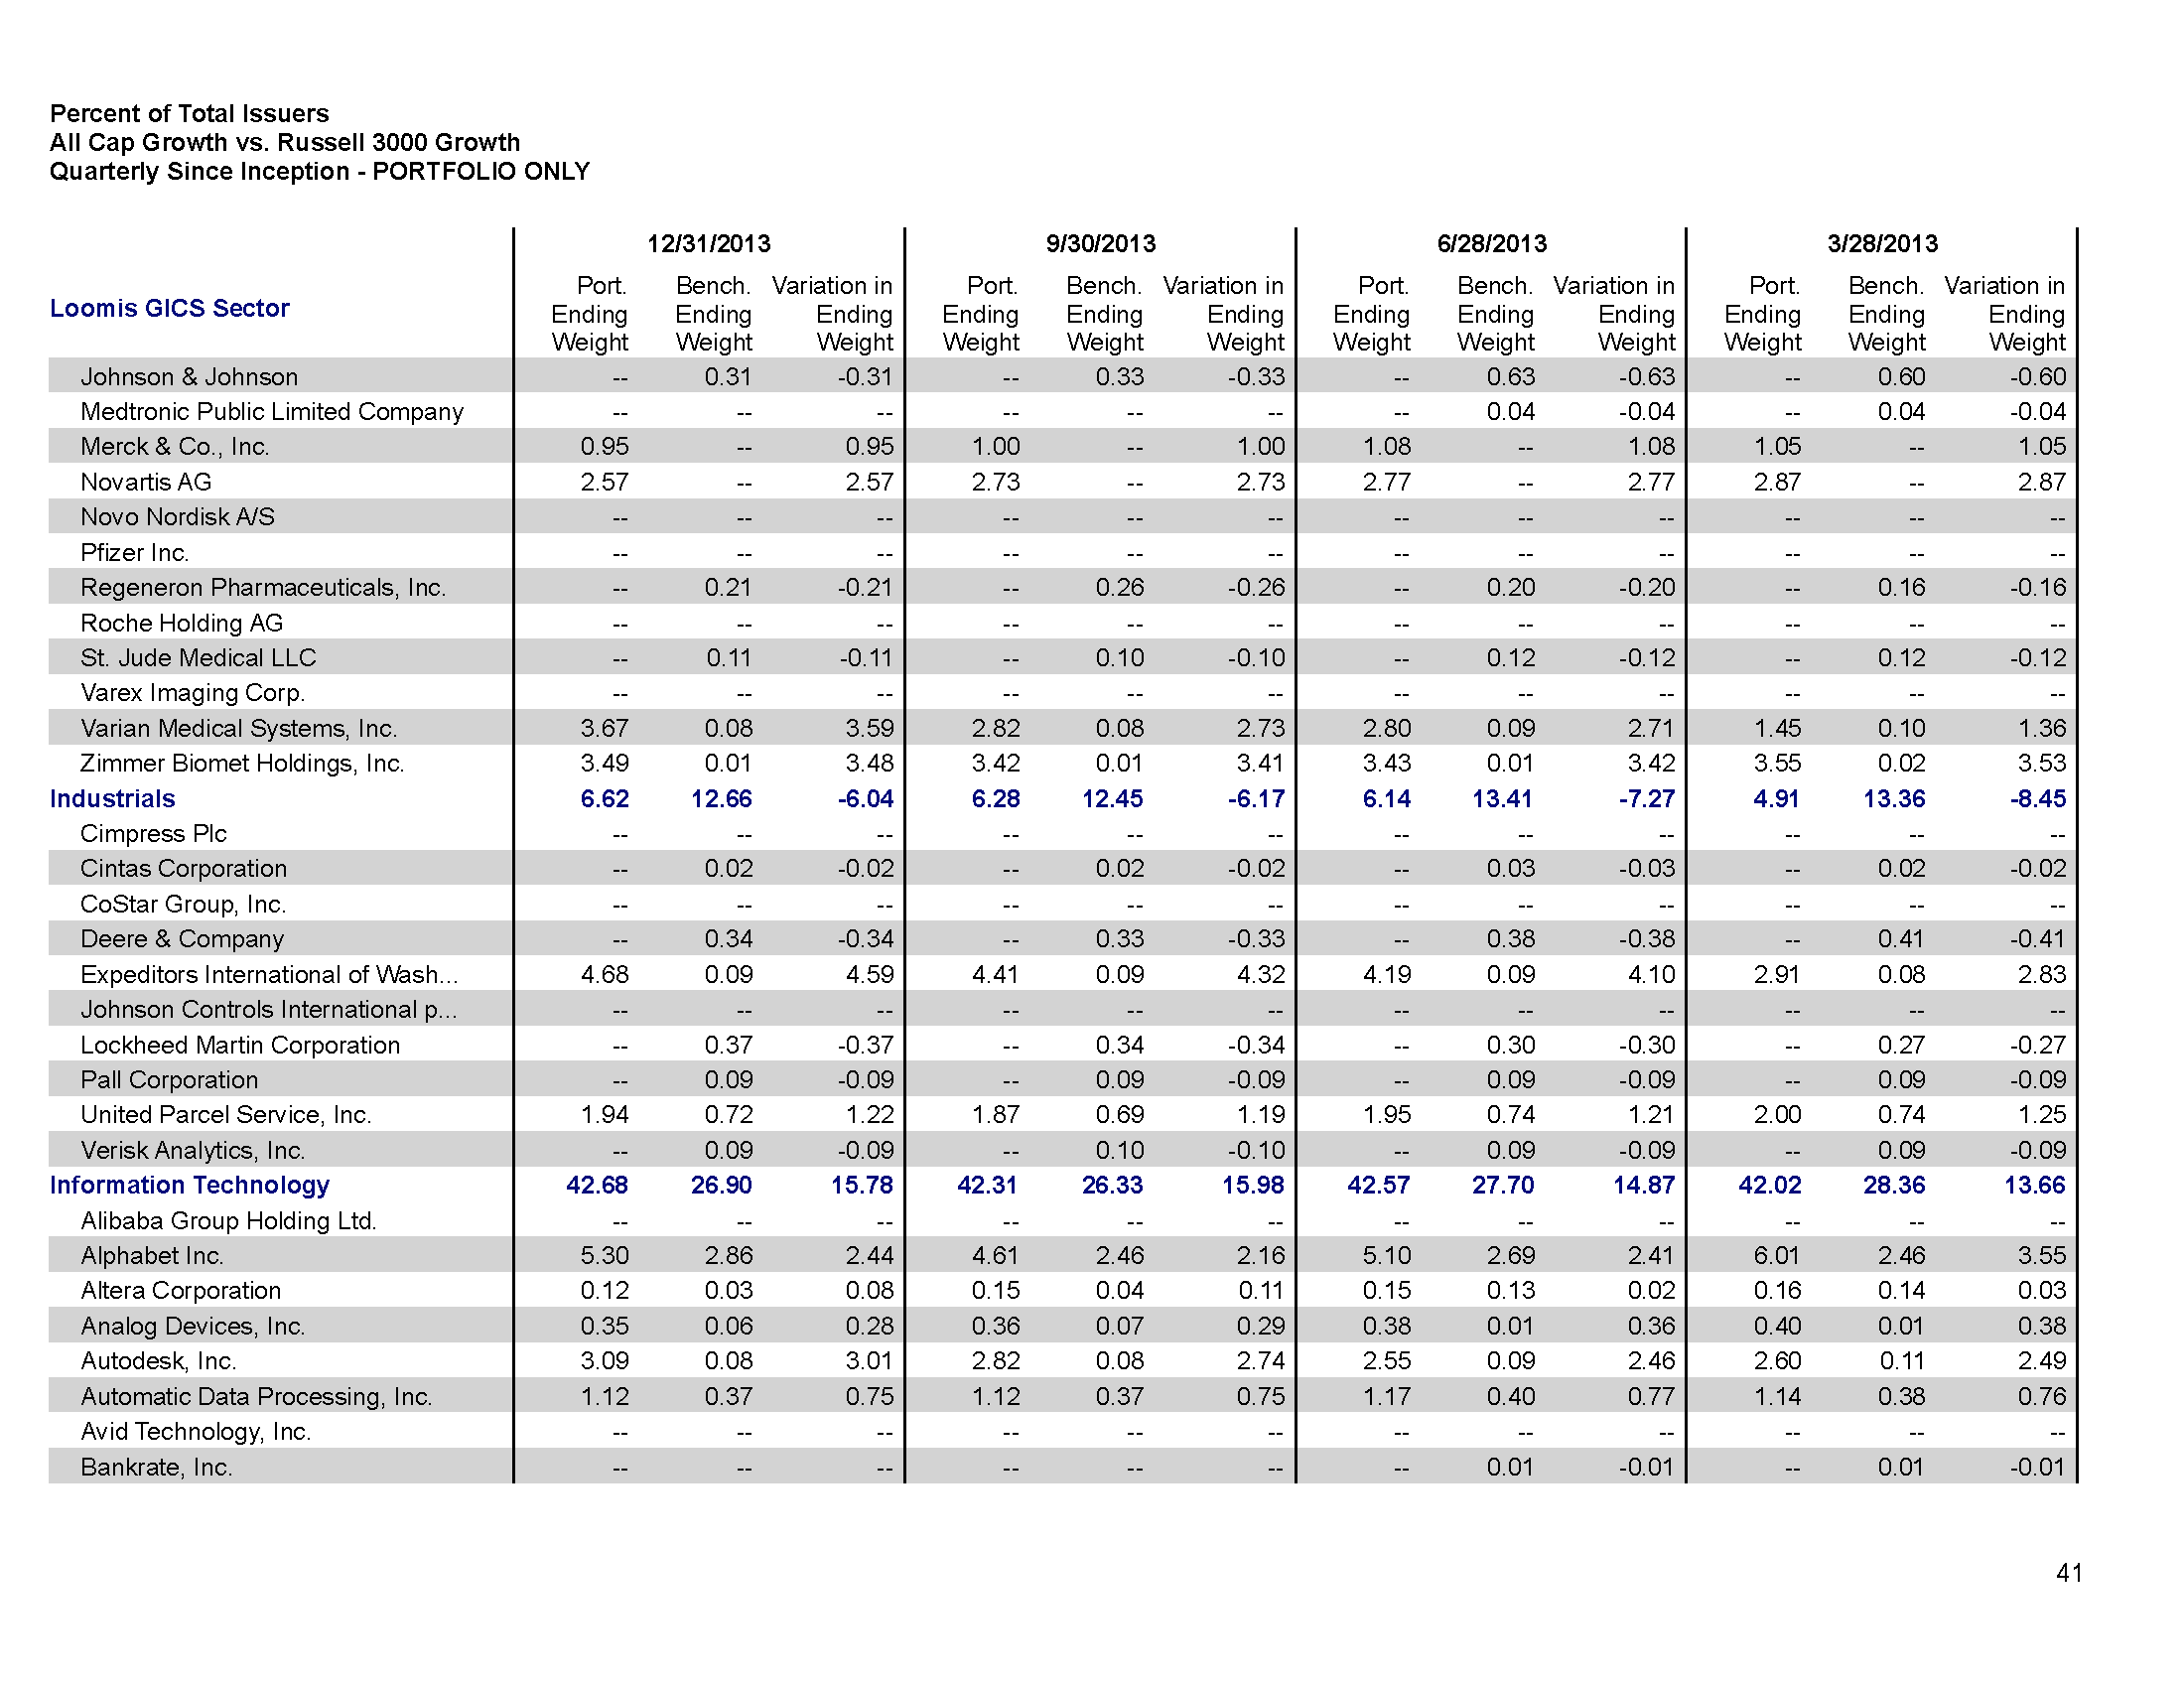 Percent of Total Issuers
All Cap Growth vs. Russell 3000 Growth
Quarterly Since Inception - PORTFOLIO ONLY
12/31/2013 9/30/2013 6/28/2013 3/28/2013
Loomis GICS Sector
Port. Bench. Variation in Port. Bench. Variation in Port. Bench. Variation in Port. Bench. Variation in
Ending Ending Ending Ending Ending Ending Ending Ending Ending Ending Ending Ending
Weight Weight Weight Weight Weight Weight Weight Weight Weight Weight Weight Weight
Johnson & Johnson -- 0.31 -0.31 -- 0.33 -0.33 -- 0.63 -0.63 -- 0.60 -0.60
Medtronic Public Limited Company -- -- -- -- -- -- -- 0.04 -0.04 -- 0.04 -0.04
Merck & Co., Inc. 0.95 -- 0.95 1.00 -- 1.00 1.08 -- 1.08 1.05 -- 1.05
Novartis AG 2.57 -- 2.57 2.73 -- 2.73 2.77 -- 2.77 2.87 -- 2.87
Novo Nordisk A/S -- -- -- -- -- -- -- -- -- -- -- --
Pfizer Inc. -- -- -- -- -- -- -- -- -- -- -- --
Regeneron Pharmaceuticals, Inc. -- 0.21 -0.21 -- 0.26 -0.26 -- 0.20 -0.20 -- 0.16 -0.16
Roche Holding AG -- -- -- -- -- -- -- -- -- -- -- --
St. Jude Medical LLC -- 0.11 -0.11 -- 0.10 -0.10 -- 0.12 -0.12 -- 0.12 -0.12
Varex Imaging Corp. -- -- -- -- -- -- -- -- -- -- -- --
Varian Medical Systems, Inc. 3.67 0.08 3.59 2.82 0.08 2.73 2.80 0.09 2.71 1.45 0.10 1.36
Zimmer Biomet Holdings, Inc. 3.49 0.01 3.48 3.42 0.01 3.41 3.43 0.01 3.42 3.55 0.02 3.53
Industrials 6.62 12.66 -6.04 6.28 12.45 -6.17 6.14 13.41 -7.27 4.91 13.36 -8.45
Cimpress Plc -- -- -- -- -- -- -- -- -- -- -- --
Cintas Corporation -- 0.02 -0.02 -- 0.02 -0.02 -- 0.03 -0.03 -- 0.02 -0.02
CoStar Group, Inc. -- -- -- -- -- -- -- -- -- -- -- --
Deere & Company -- 0.34 -0.34 -- 0.33 -0.33 -- 0.38 -0.38 -- 0.41 -0.41
Expeditors International of Wash... 4.68 0.09 4.59 4.41 0.09 4.32 4.19 0.09 4.10 2.91 0.08 2.83
Johnson Controls International p... -- -- -- -- -- -- -- -- -- -- -- --
Lockheed Martin Corporation -- 0.37 -0.37 -- 0.34 -0.34 -- 0.30 -0.30 -- 0.27 -0.27
Pall Corporation -- 0.09 -0.09 -- 0.09 -0.09 -- 0.09 -0.09 -- 0.09 -0.09
United Parcel Service, Inc. 1.94 0.72 1.22 1.87 0.69 1.19 1.95 0.74 1.21 2.00 0.74 1.25
Verisk Analytics, Inc. -- 0.09 -0.09 -- 0.10 -0.10 -- 0.09 -0.09 -- 0.09 -0.09
Information Technology 42.68 26.90 15.78 42.31 26.33 15.98 42.57 27.70 14.87 42.02 28.36 13.66
Alibaba Group Holding Ltd. -- -- -- -- -- -- -- -- -- -- -- --
Alphabet Inc. 5.30 2.86 2.44 4.61 2.46 2.16 5.10 2.69 2.41 6.01 2.46 3.55
Altera Corporation 0.12 0.03 0.08 0.15 0.04 0.11 0.15 0.13 0.02 0.16 0.14 0.03
Analog Devices, Inc. 0.35 0.06 0.28 0.36 0.07 0.29 0.38 0.01 0.36 0.40 0.01 0.38
Autodesk, Inc. 3.09 0.08 3.01 2.82 0.08 2.74 2.55 0.09 2.46 2.60 0.11 2.49
Automatic Data Processing, Inc. 1.12 0.37 0.75 1.12 0.37 0.75 1.17 0.40 0.77 1.14 0.38 0.76
Avid Technology, Inc. -- -- -- -- -- -- -- -- -- -- -- --
Bankrate, Inc. -- -- -- -- -- -- -- 0.01 -0.01 -- 0.01 -0.01
41